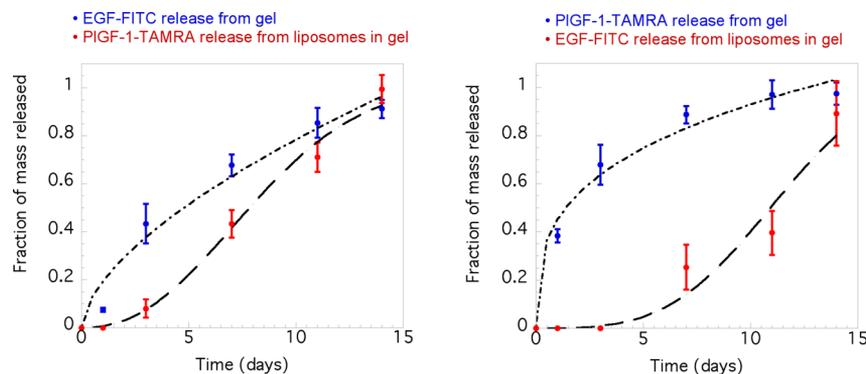 • EGF-FITC release from gel
• PlGF-1-TAMRA release from liposomes in gel
Fraction of mass released
1
0.8
0.6
0.4
0.2
0
0
5
10
15
Time (days)
• PlGF-1-TAMRA release from gel
• EGF-FITC release from liposomes in gel
Fraction of mass released
1
0.8
0.6
0.4
0.2
0
0
5
10
15
Time (days)